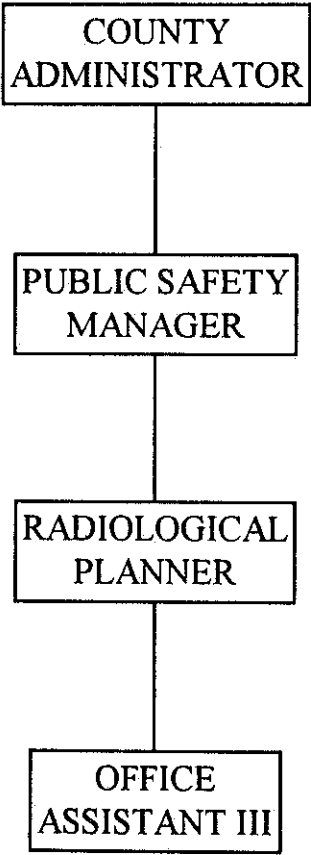 COUNTY
ADMINISTRATOR
PUBLIC SAFETY
MANAGER
RADIOLOGICAL
PLANNER
OFFICE
ASSISTANT III